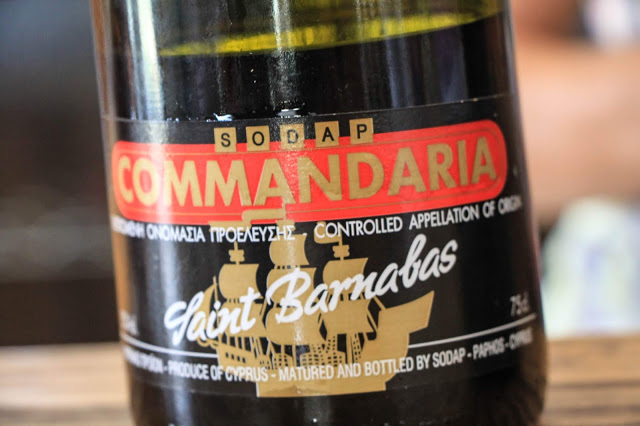 SODAP
COMMANDARIA
ΟΝΟΜΑΣΙΑ ΠΡΟΕΛΕΥΣΗΣ - CONTROLLED APPELLATION OF ORIGIN
Saint Barnabas
75cl
- PRODUCE OF CYPRUS - MATURED AND BOTTLED BY SODAP - PAPHOS - CYPRUS